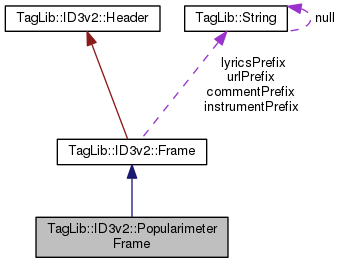 TagLib::ID3v2::Header
TagLib::String
null
lyricsPrefix
urlPrefix
commentPrefix
instrumentPrefix
TagLib::ID3v2::Frame
TagLib::ID3v2::Popularimeter
Frame